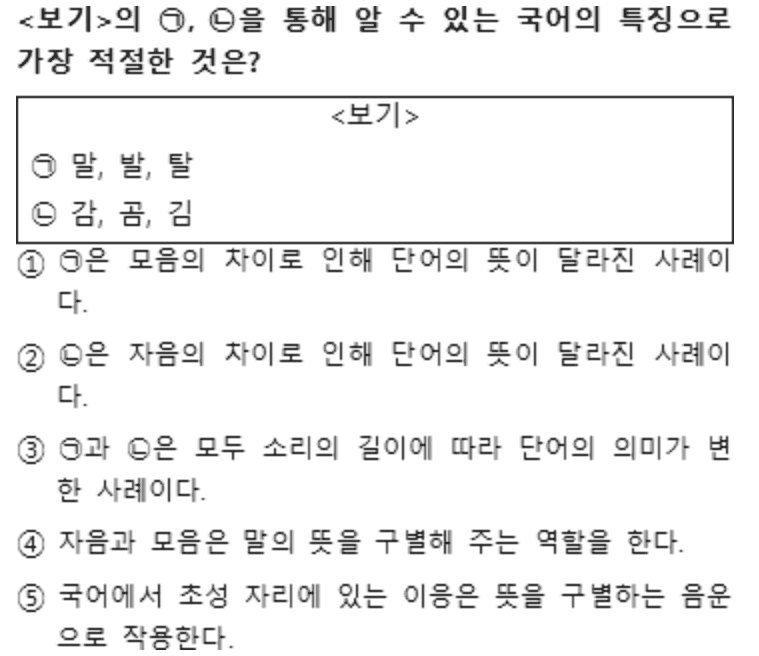 <보기>의 ㉠, ㉡을 통해 알 수 있는 국어의 특징으로
가장 적절한 것은?
<보기>
㉠ 말, 발, 탈
㉡ 감, 곰, 김
① ㉠은 모음의 차이로 인해 단어의 뜻이 달라진 사례이
다.
② ㉡은 자음의 차이로 인해 단어의 뜻이 달라진 사례이
다.
③ ㉠과 ㉡은 모두 소리의 길이에 따라 단어의 의미가 변
한 사례이다.
④ 자음과 모음은 말의 뜻을 구별해 주는 역할을 한다.
⑤ 국어에서 초성 자리에 있는 이응은 뜻을 구별하는 음운
으로 작용한다.